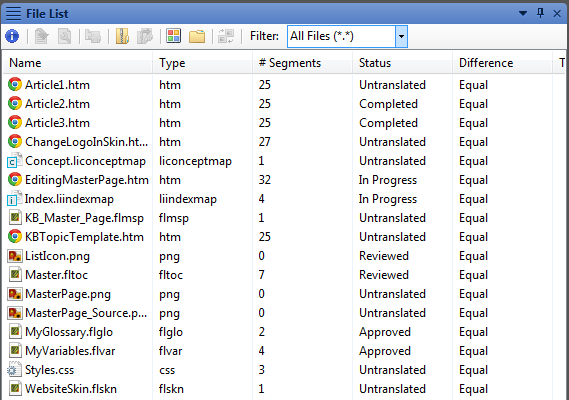 File List
Filter: All Files (*.*)
Name Type # Segments Status Difference T
Article1.htm htm 25 Untranslated Equal
Article2.htm htm 25 Completed Equal
Article3.htm htm 25 Completed Equal
ChangeLogoInSkin.ht... htm 27 Untranslated Equal
Concept.liconceptmap liconceptmap 1 Untranslated Equal
EditingMasterPage.htm htm 32 In Progress Equal
Index.liindexmap liindexmap 4 In Progress Equal
KB_Master_Page.flmsp flmsp 1 Untranslated Equal
KBTopicTemplate.htm htm 25 Untranslated Equal
ListIcon.png png 0 Reviewed Equal
Master.fltoc fltoc 7 Reviewed Equal
MasterPage.png png 0 Untranslated Equal
MasterPage_Source.p... png 0 Untranslated Equal
MyGlossary.flglo flglo 2 Approved Equal
MyVariables.flvar flvar 4 Approved Equal
Styles.css css 3 Untranslated Equal
WebsiteSkin.flskn flskn 1 Untranslated Equal